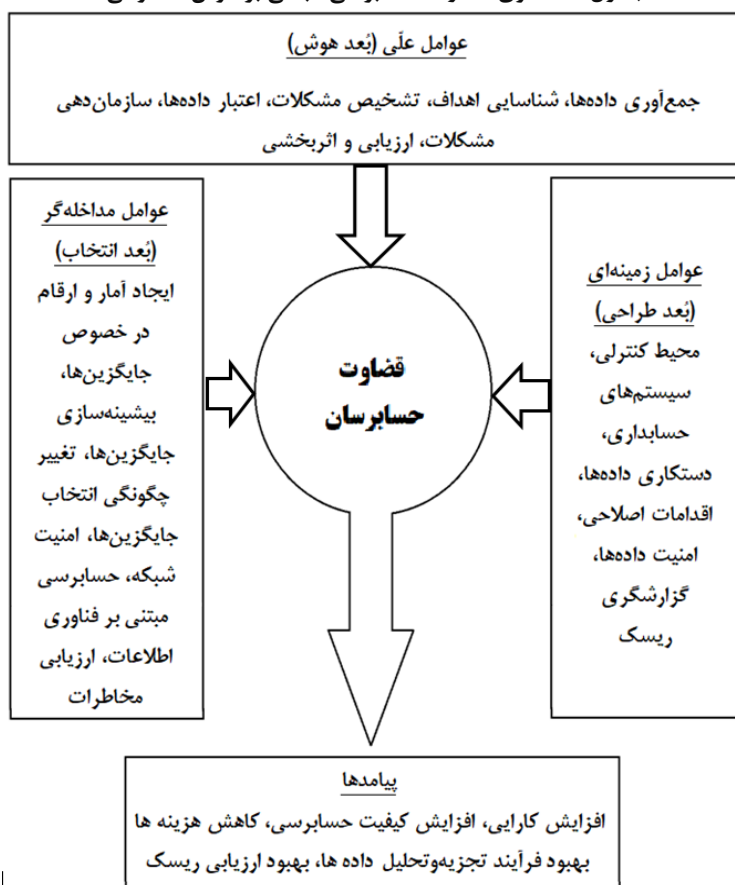 عوامل علّی (بُعد هوش)
جمع‌آوری داده‌ها، شناسایی اهداف، تشخیص مشکلات، اعتبار داده‌ها، سازمان‌دهی
مشکلات، ارزیابی و اثربخشی
عوامل زمینه‌ای
(بُعد طراحی)
محیط کنترلی،
سیستم‌های
حسابداری،
دستکاری داده‌ها،
اقدامات اصلاحی،
امنیت داده‌ها،
گزارشگری
ریسک
قضاوت
حسابرسان
عوامل مداخله‌گر
(بُعد انتخاب)
ایجاد آمار و ارقام
در خصوص
جایگزین‌ها،
بیشینه‌سازی
جایگزین‌ها، تغییر
چگونگی انتخاب
جایگزین‌ها، امنیت
شبکه، حسابرسی
مبتنی بر فناوری
اطلاعات، ارزیابی
مخاطرات
پیامدها
افزایش کارایی، افزایش کیفیت حسابرسی، کاهش هزینه ها
بهبود فرآیند تجزیه‌وتحلیل داده ها، بهبود ارزیابی ریسک